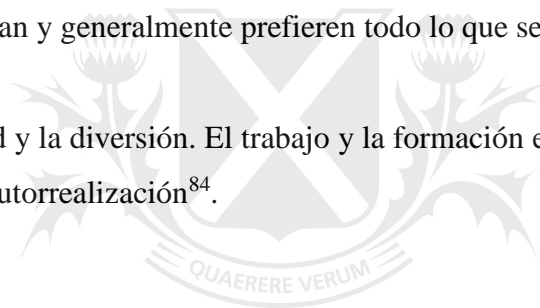 an y generalmente prefieren todo lo que se
d y la diversión. El trabajo y la formación e
utorrealización84.
QUAERERE VERUM